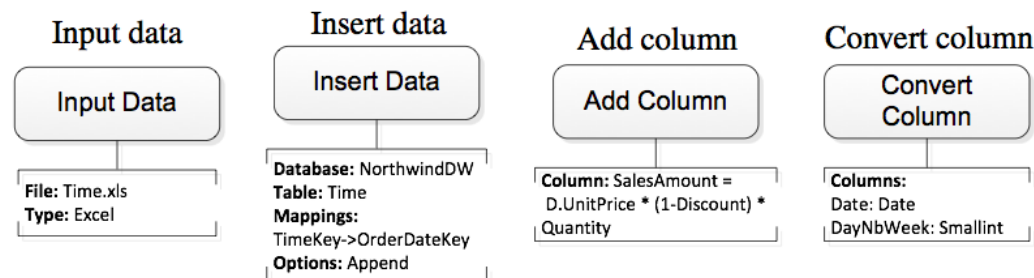 Input data
Input Data
File: Time.xls
Type: Excel
Insert data
Insert Data
Database: NorthwindDW
Table: Time
Mappings:
TimeKey->OrderDateKey
Options: Append
Add column
Add Column
Column: SalesAmount =
D.UnitPrice * (1-Discount) *
Quantity
Convert column
Convert
Column
Columns:
Date: Date
DayNbWeek: Smallint